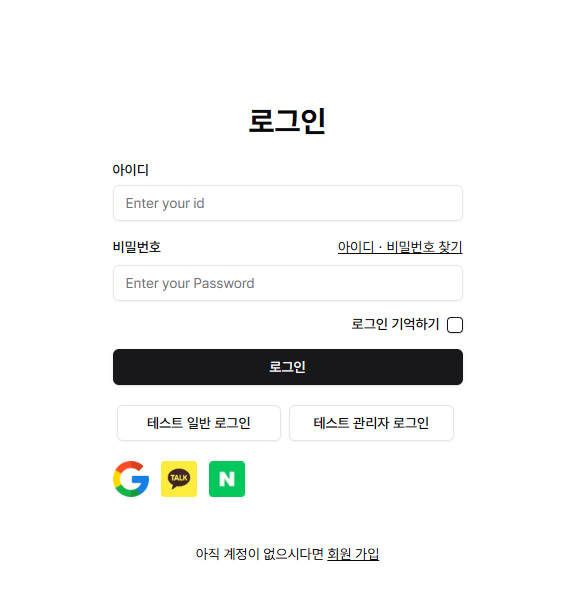 로그인
아이디
Enter your id
비밀번호 아이디 · 비밀번호 찾기
Enter your Password
로그인 기억하기
로그인
테스트 일반 로그인 테스트 관리자 로그인
TALK N
아직 계정이 없으시다면 회원 가입